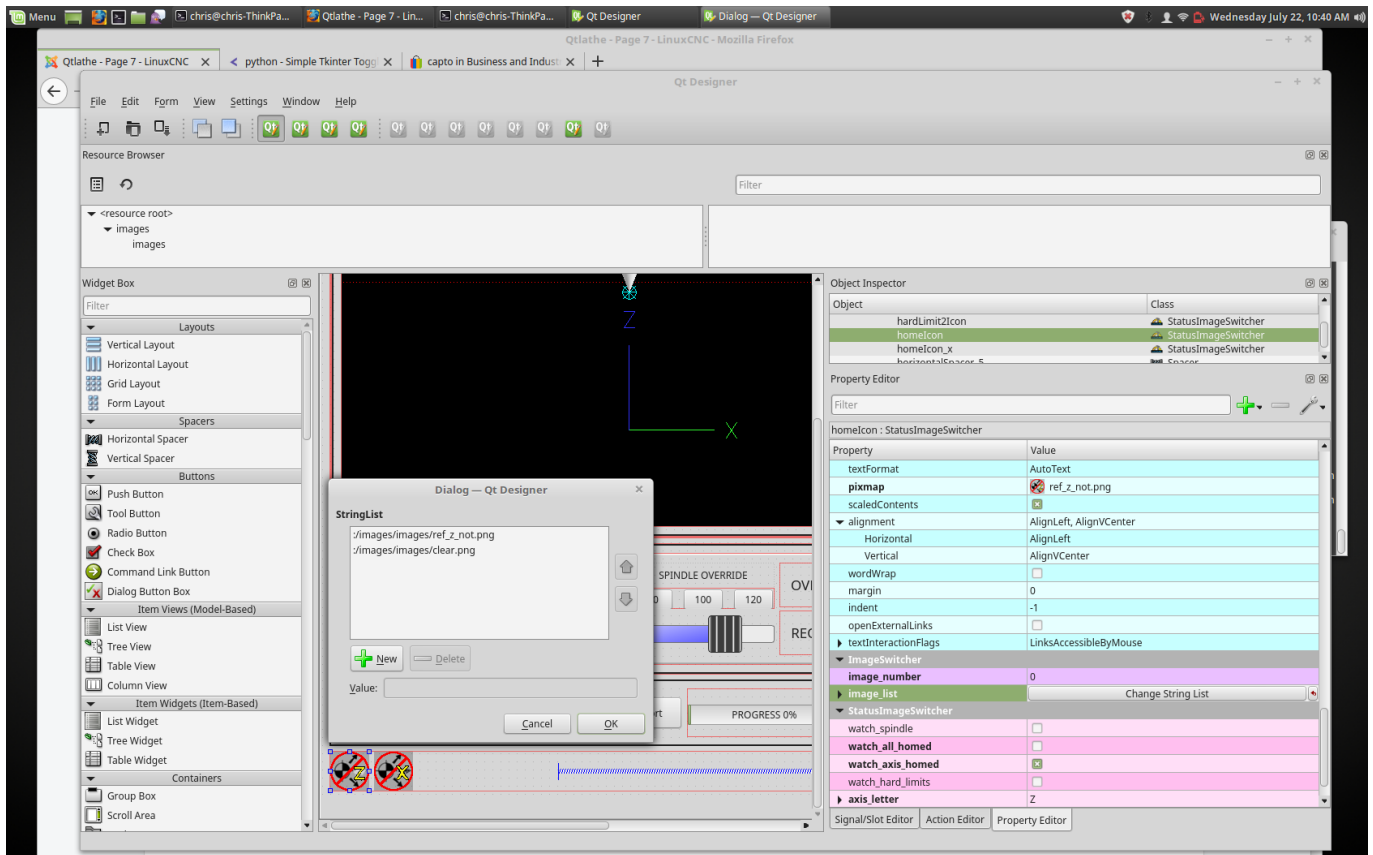 Menu
chris@chris-ThinkPa...
Qtlathe - Page 7 - Lin...
chris@chris-ThinkPa...
Qt Designer
Dialog — Qt Designer
Wednesday July 22, 10:40 AM
Qtlathe - Page 7 - LinuxCNC - Mozilla Firefox
Qtlathe - Page 7 - LinuxCNC
python - Simple Tkinter Toggl
capto in Business and Indust
Qt Designer
File Edit Form View Settings Window Help
Resource Browser
Filter
<resource root>
images
images
Widget Box
Filter
Layouts
Vertical Layout
Horizontal Layout
Grid Layout
Form Layout
Spacers
Horizontal Spacer
Vertical Spacer
Buttons
Push Button
Tool Button
Radio Button
Check Box
Command Link Button
Dialog Button Box
Item Views (Model-Based)
List View
Tree View
Table View
Column View
Item Widgets (Item-Based)
List Widget
Tree Widget
Table Widget
Containers
Group Box
Scroll Area
Z
X
Dialog — Qt Designer
StringList
:/images/images/ref_z_not.png
:/images/images/clear.png
New
Delete
Value:
Cancel
OK
SPINDLE OVERRIDE
100 120
OV
REC
PROGRESS 0%
Z
X
Object Inspector
Object Class
hardLimit2Icon StatusImageSwitcher
homeIcon StatusImageSwitcher
homeIcon_x StatusImageSwitcher
horizontalSpacer_5 Spacer
Property Editor
Filter
homeIcon : StatusImageSwitcher
Property Value
textFormat AutoText
pixmap ref_z_not.png
scaledContents
alignment AlignLeft, AlignVCenter
Horizontal AlignLeft
Vertical AlignVCenter
wordWrap
margin 0
indent -1
openExternalLinks
textInteractionFlags LinksAccessibleByMouse
ImageSwitcher
image_number 0
image_list Change String List
StatusImageSwitcher
watch_spindle
watch_all_homed
watch_axis_homed
watch_hard_limits
axis_letter Z
Signal/Slot Editor
Action Editor
Property Editor